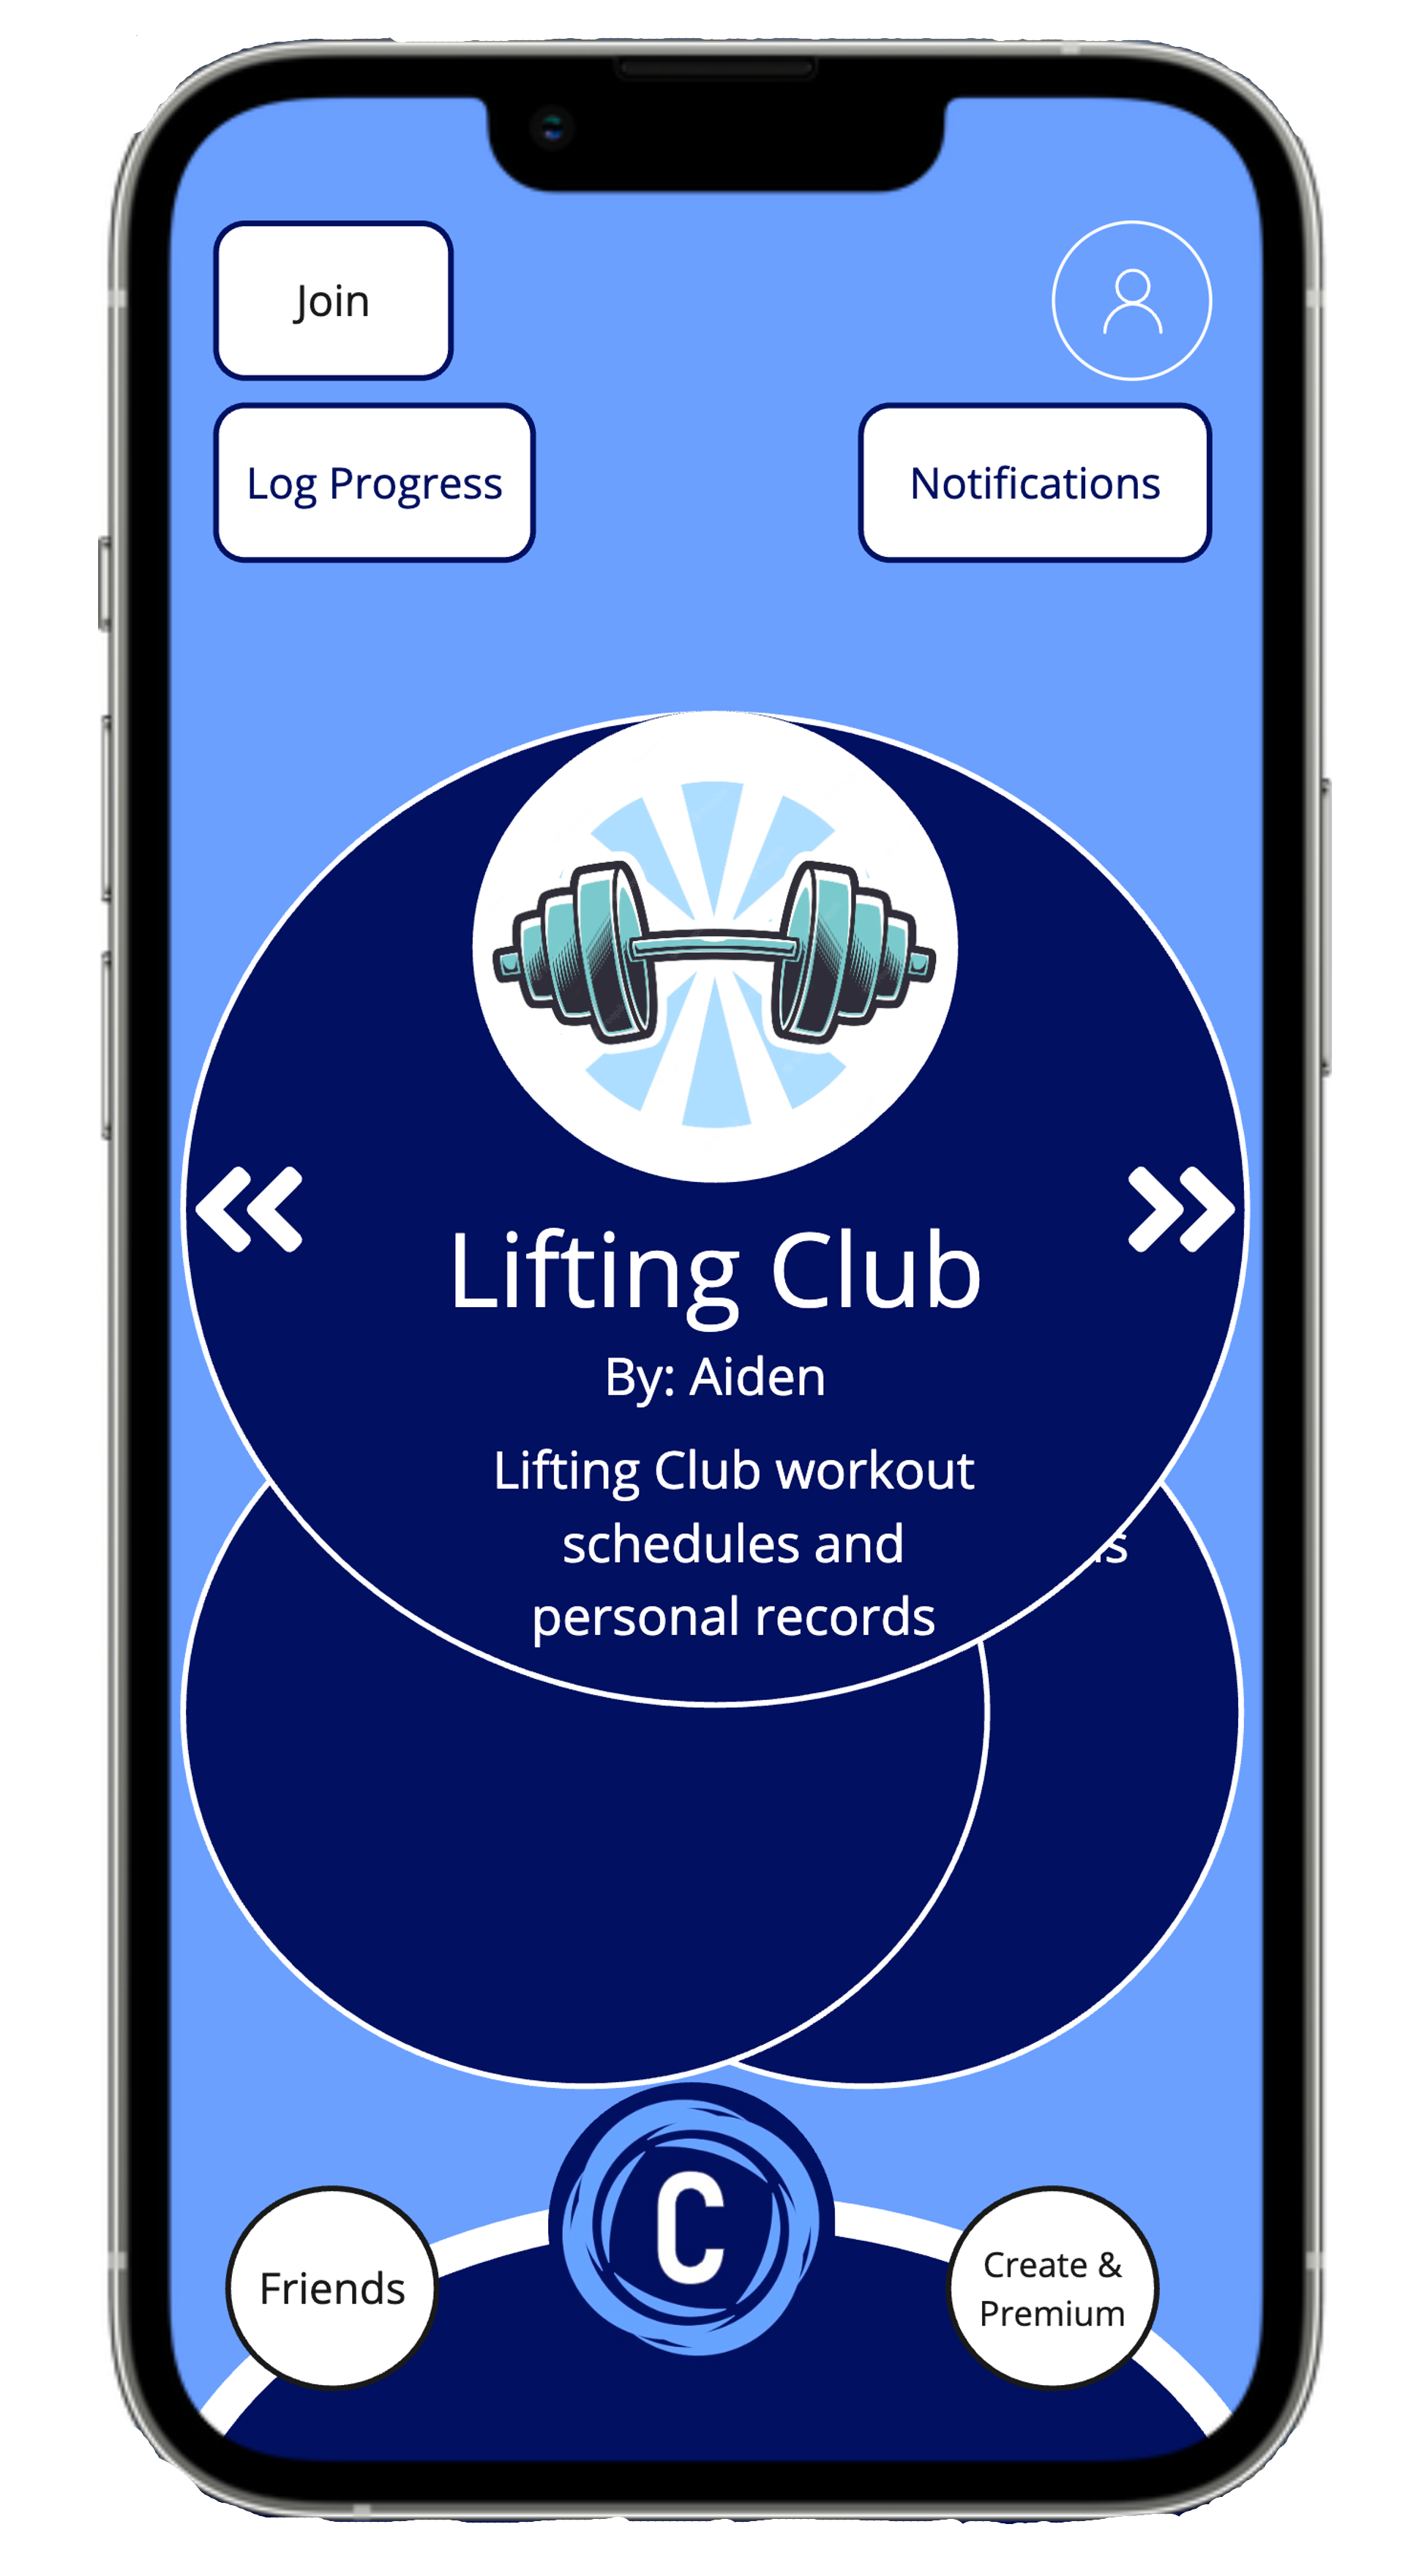 Join
Log Progress
Notifications
Lifting Club
By: Aiden
Lifting Club workout
schedules and
personal records
C
Friends
Create &
Premium